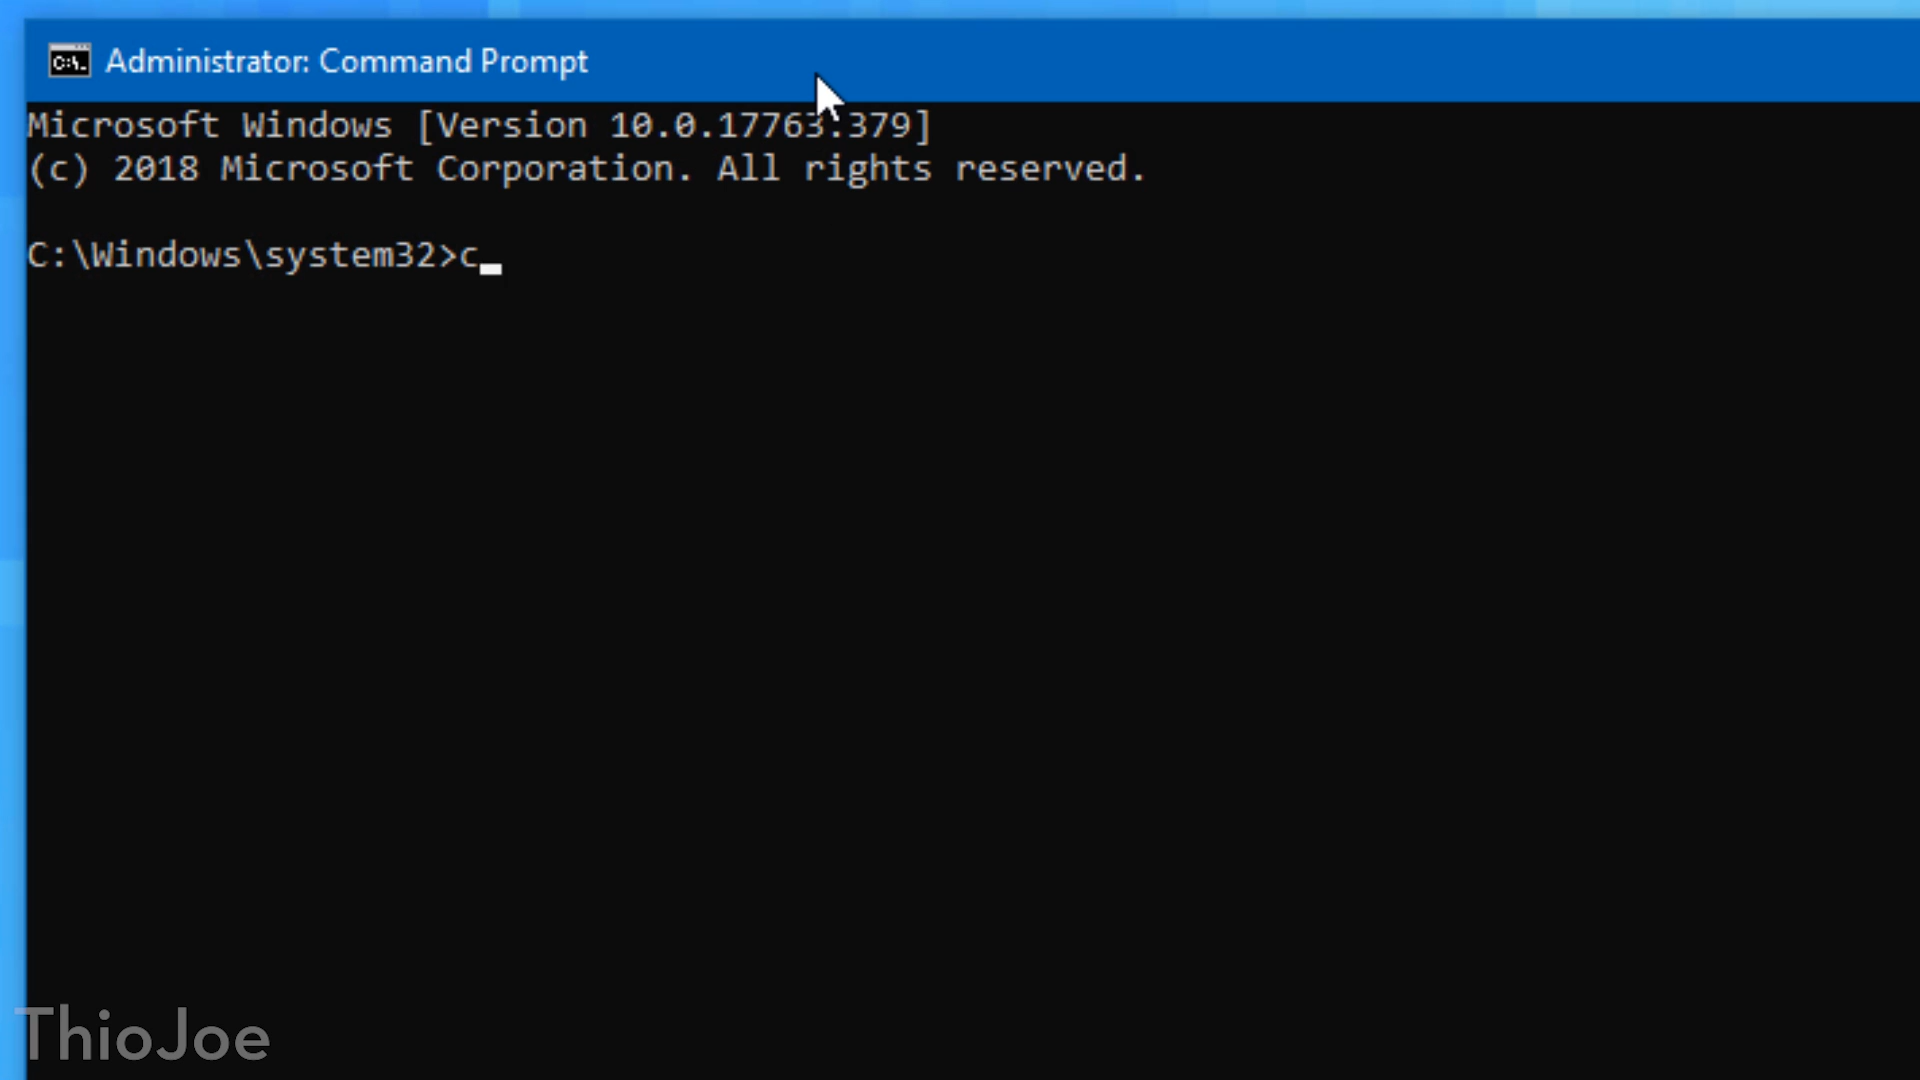 Administrator: Command Prompt
Microsoft Windows [Version 10.0.17763.379]
(c) 2018 Microsoft Corporation. All rights reserved.
C:\Windows\system32>c
ThioJoe